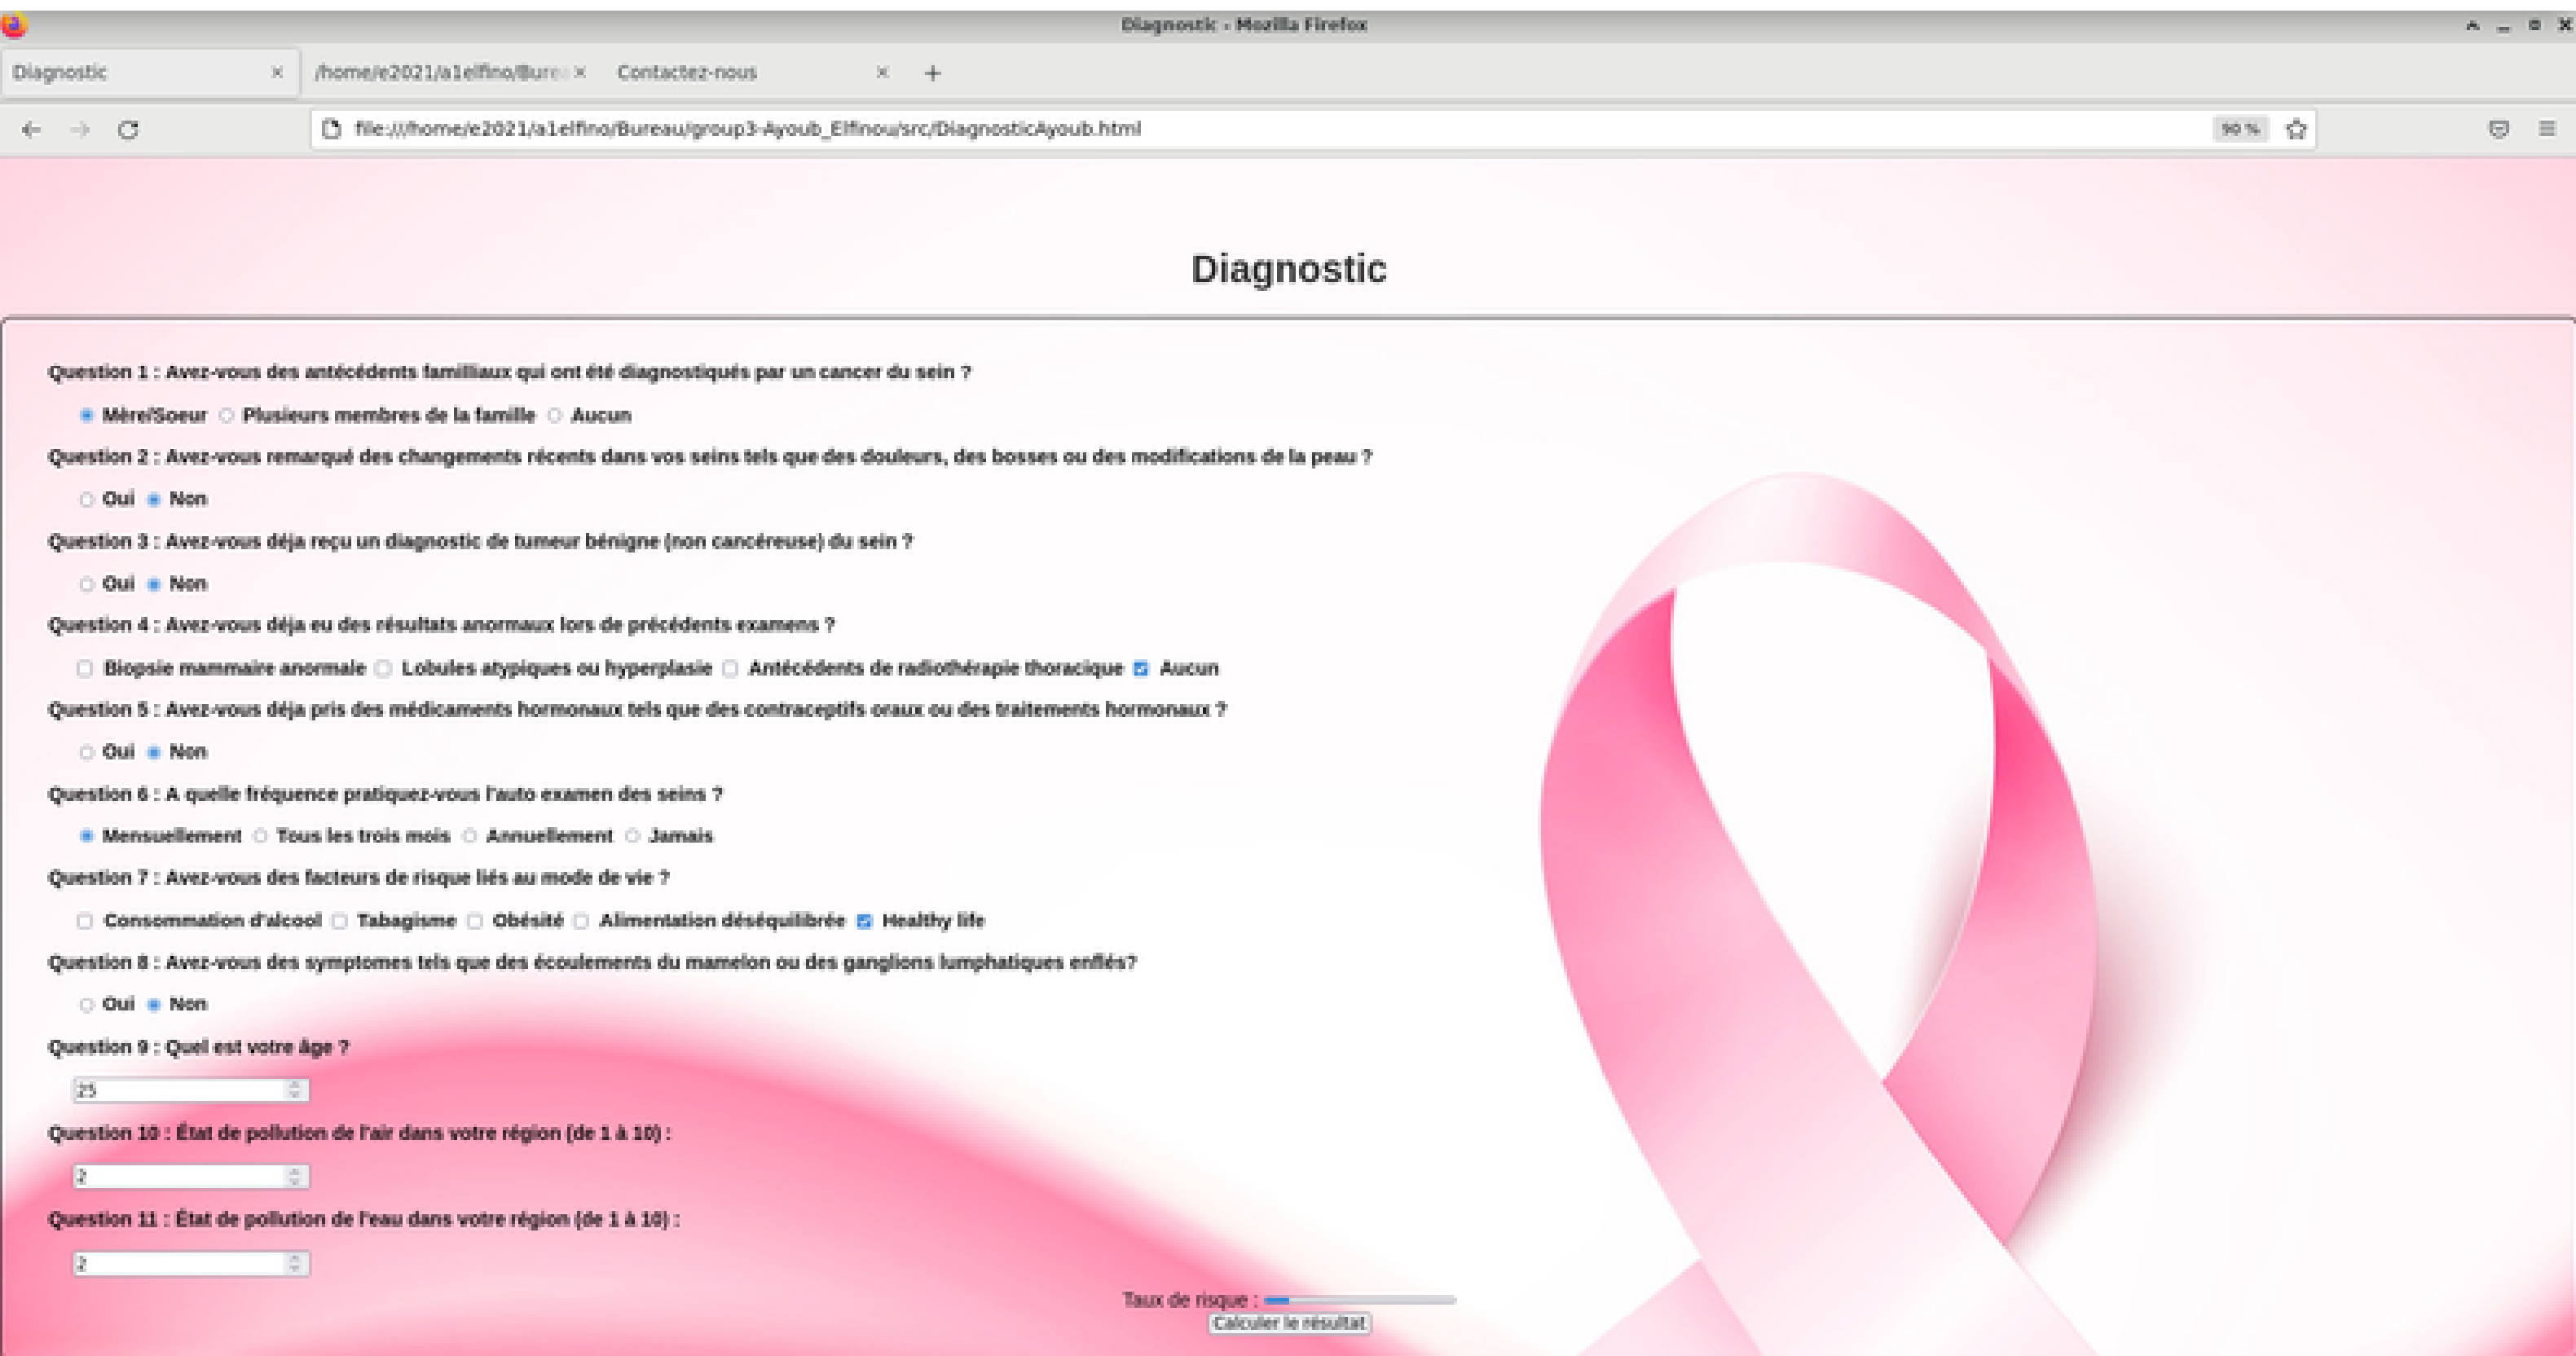 Diagnostic - Mozilla Firefox
Diagnostic /home/e2021/a1elfino/Bure Contactez-nous
file:///home/e2021/a1elfino/Bureau/group3-Ayoub_Elfinou/src/DiagnosticAyoub.html 90 %
Diagnostic
Question 1 : Avez-vous des antécédents familliaux qui ont été diagnostiqués par un cancer du sein ?
Mère/Soeur Plusieurs membres de la famille Aucun
Question 2 : Avez-vous remarqué des changements récents dans vos seins tels que des douleurs, des bosses ou des modifications de la peau ?
Oui Non
Question 3 : Avez-vous déja reçu un diagnostic de tumeur bénigne (non cancéreuse) du sein ?
Oui Non
Question 4 : Avez-vous déja eu des résultats anormaux lors de précédents examens ?
Biopsie mammaire anormale Lobules atypiques ou hyperplasie Antécédents de radiothérapie thoracique Aucun
Question 5 : Avez-vous déja pris des médicaments hormonaux tels que des contraceptifs oraux ou des traitements hormonaux ?
Oui Non
Question 6 : A quelle fréquence pratiquez-vous l'auto examen des seins ?
Mensuellement Tous les trois mois Annuellement Jamais
Question 7 : Avez-vous des facteurs de risque liés au mode de vie ?
Consommation d'alcool Tabagisme Obésité Alimentation déséquilibrée Healthy life
Question 8 : Avez-vous des symptomes tels que des écoulements du mamelon ou des ganglions lumphatiques enflés?
Oui Non
Question 9 : Quel est votre âge ?
25
Question 10 : État de pollution de l'air dans votre région (de 1 à 10) :
2
Question 11 : État de pollution de l'eau dans votre région (de 1 à 10) :
2
Taux de risque :
Calculer le résultat